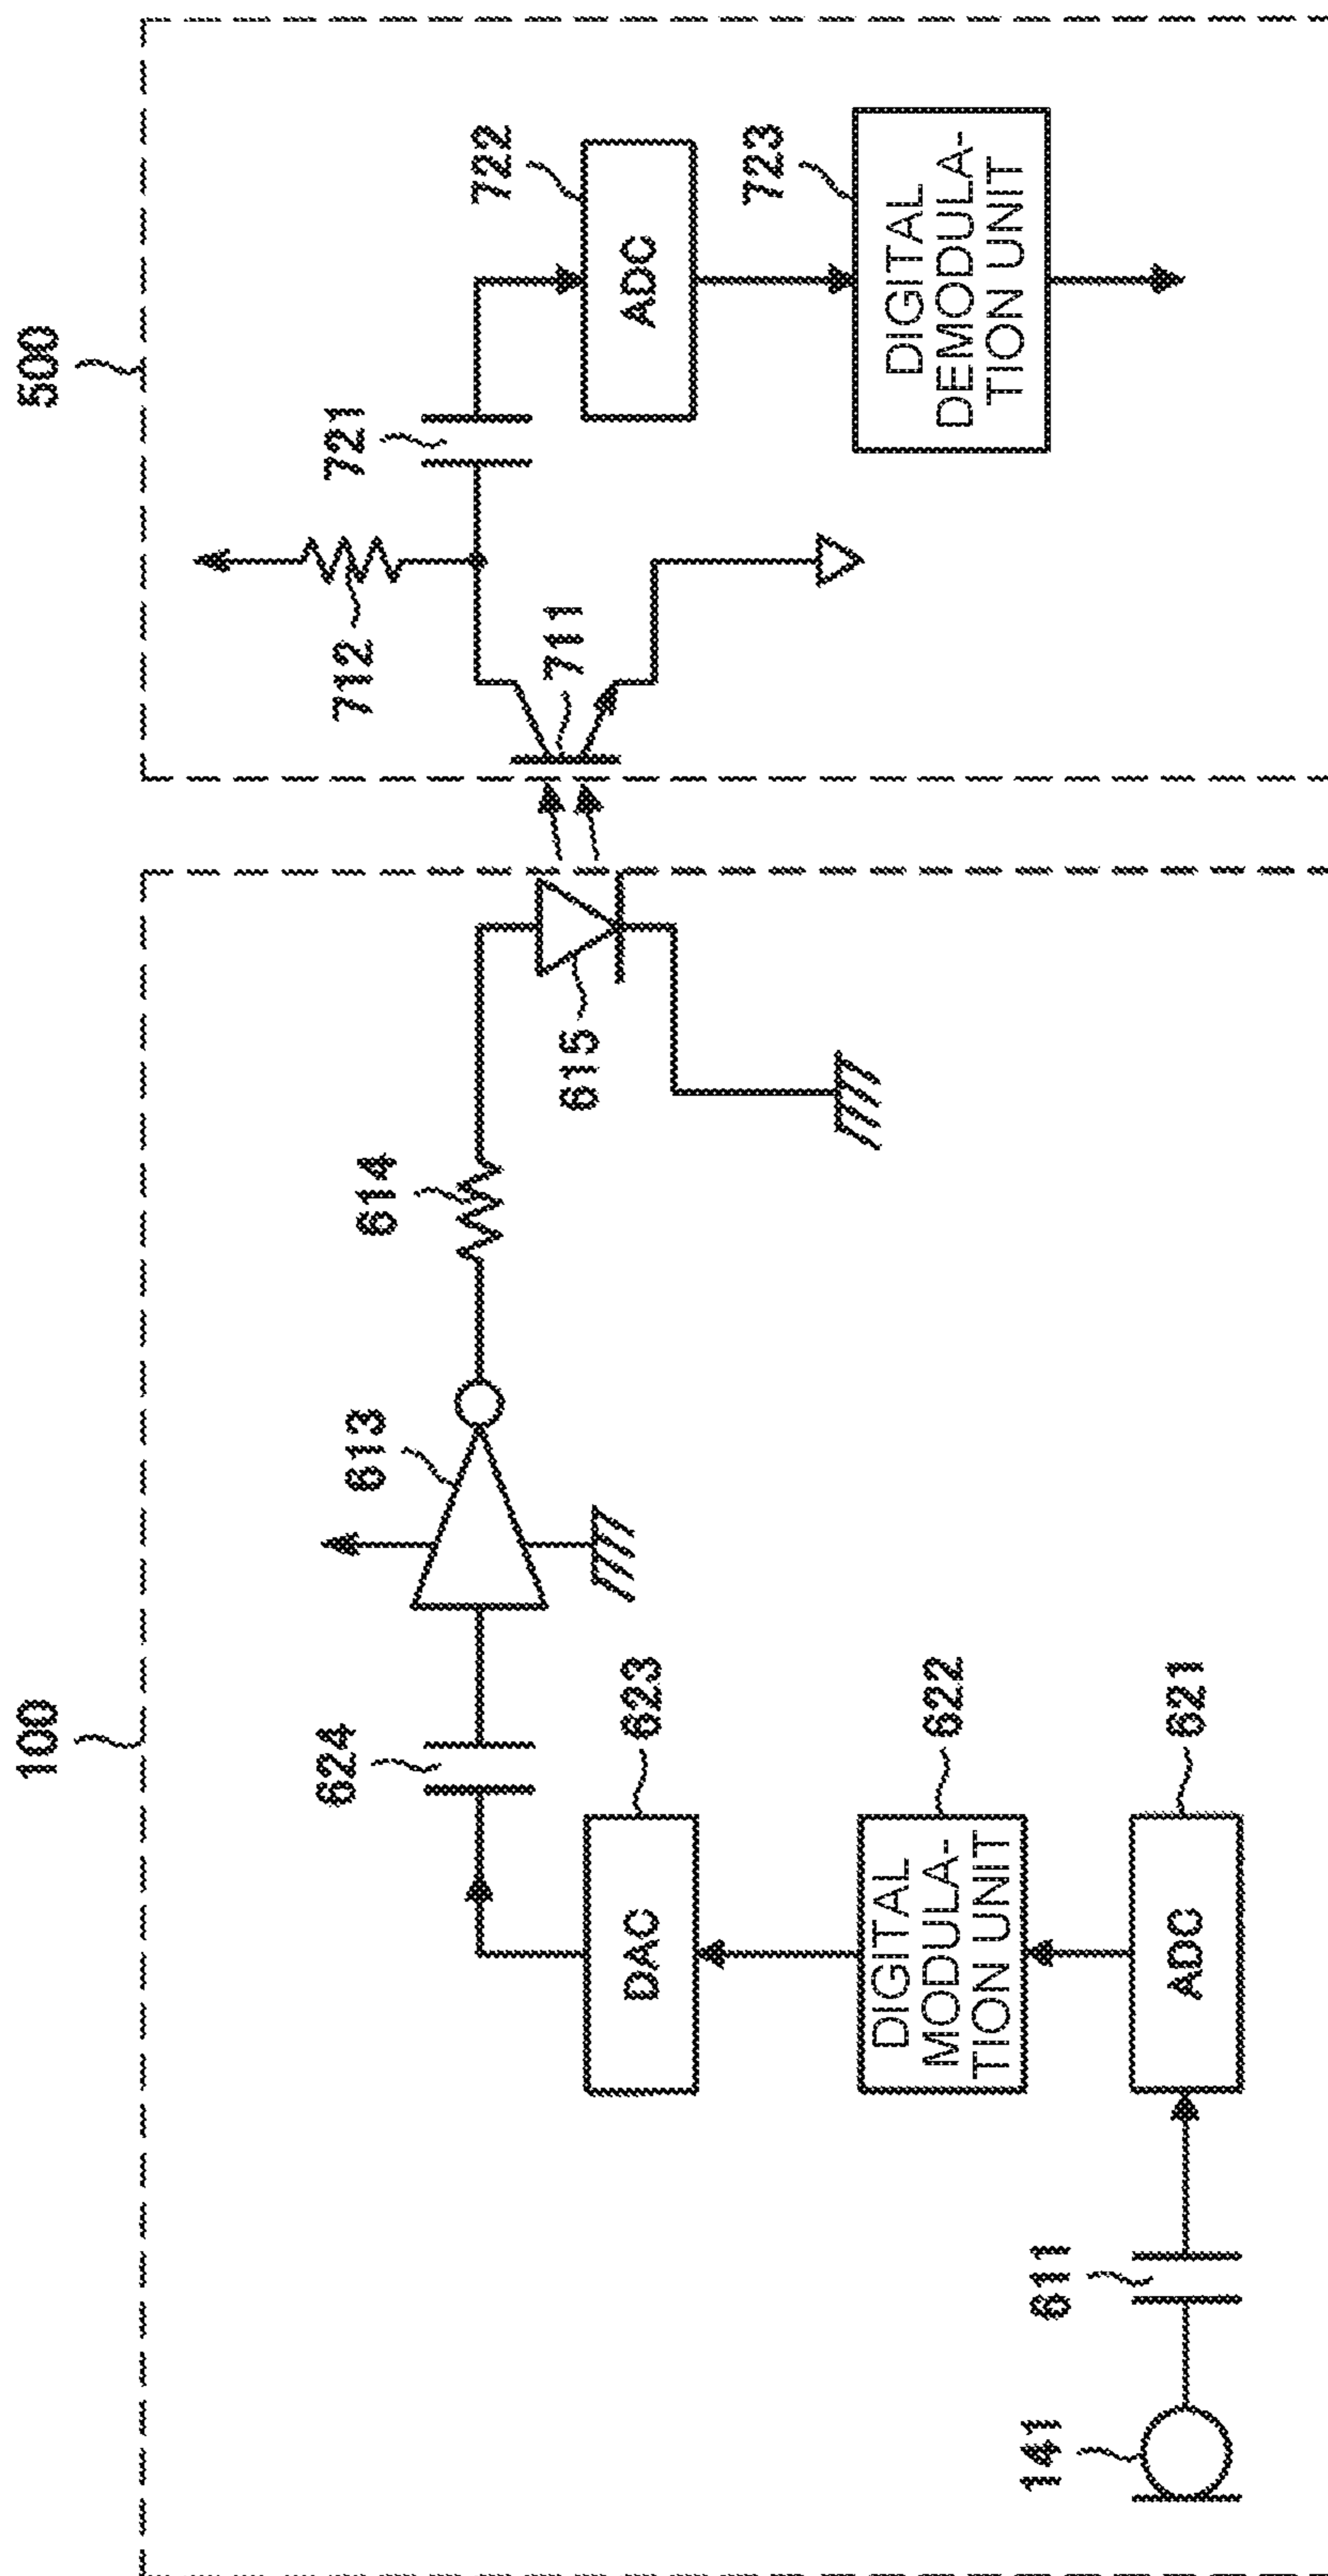 100
500
624
613
614
712
721
722
ADC
711
615
723
DIGITAL
DEMODULA-
TION UNIT
DAC
623
DIGITAL
MODULA-
TION UNIT
622
141
611
ADC
621